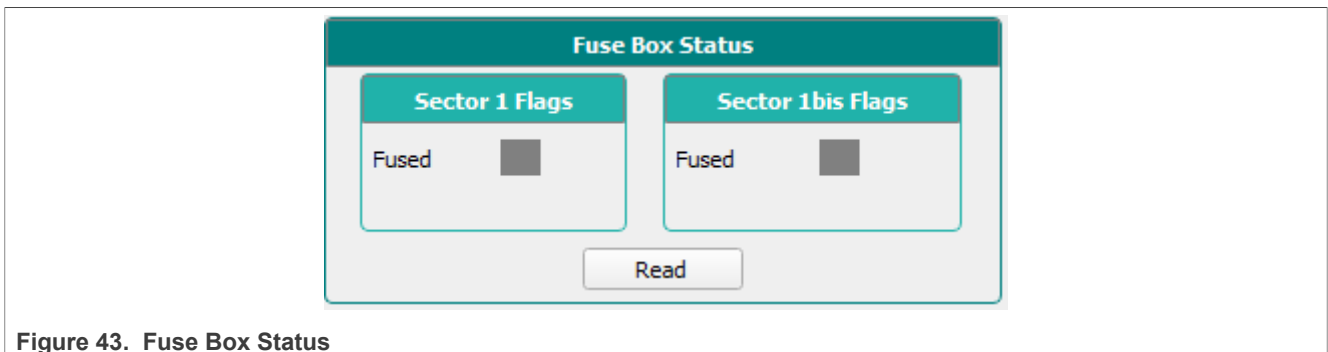 Fuse Box Status
Sector 1 Flags
Sector 1bis Flags
Fused
Fused
Read
Figure 43. Fuse Box Status